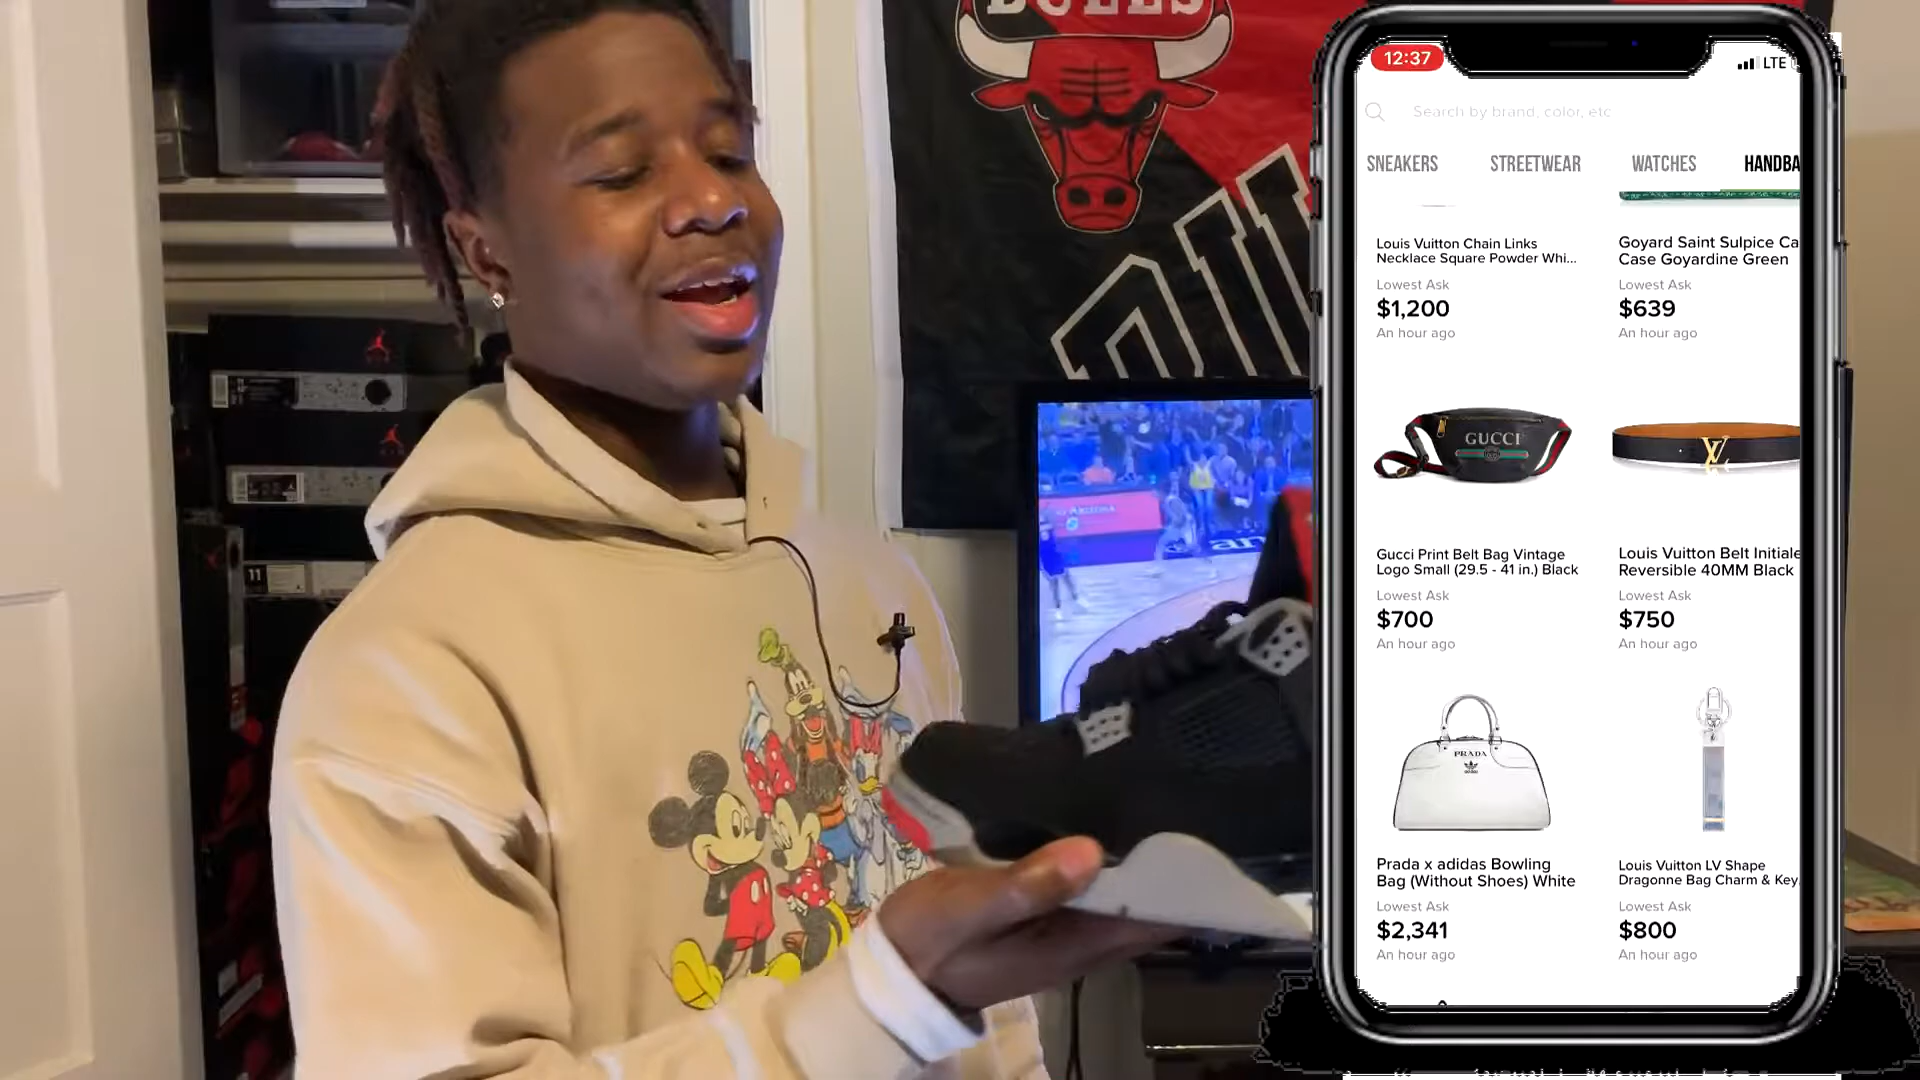 BULLS
12:37
LTE
Search by brand, color, etc
SNEAKERS STREETWEAR WATCHES HANDBA
Louis Vuitton Chain Links
Necklace Square Powder Whi...
Lowest Ask
$1,200
An hour ago
Goyard Saint Sulpice Ca
Case Goyardine Green
Lowest Ask
$639
An hour ago
GUCCI
Gucci Print Belt Bag Vintage
Logo Small (29.5 - 41 in.) Black
Lowest Ask
$700
An hour ago
LV
Louis Vuitton Belt Initiale
Reversible 40MM Black
Lowest Ask
$750
An hour ago
PRADA
Prada x adidas Bowling
Bag (Without Shoes) White
Lowest Ask
$2,341
An hour ago
Louis Vuitton LV Shape
Dragonne Bag Charm & Key
Lowest Ask
$800
An hour ago
11